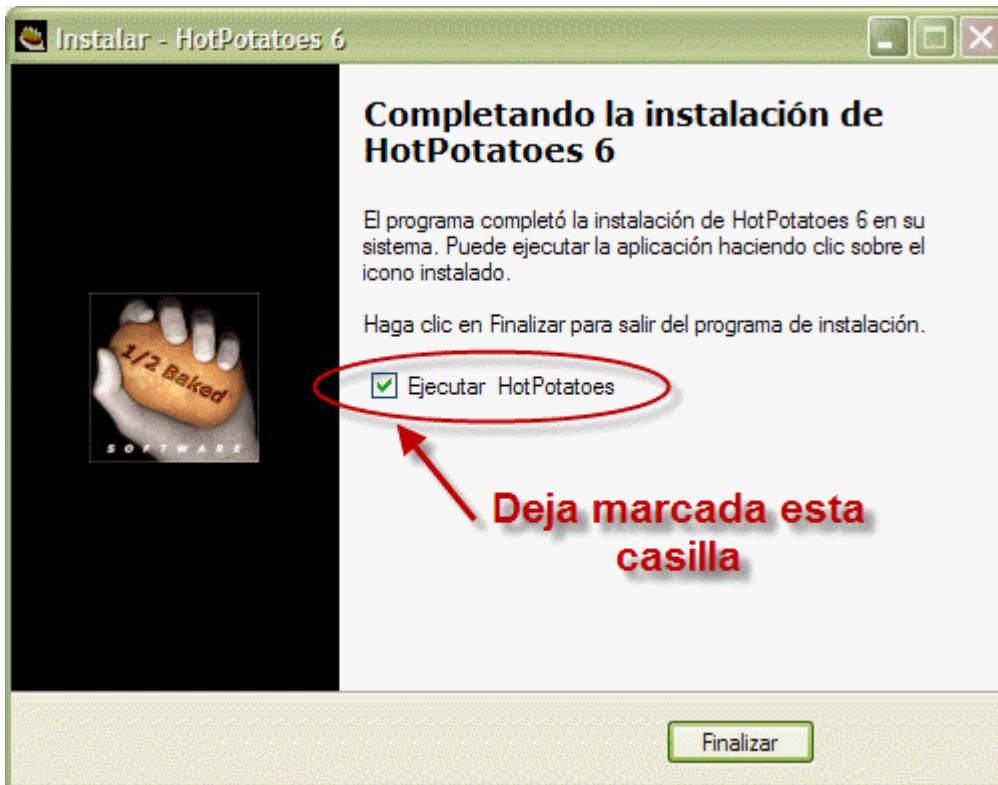 Instalar - HotPotatoes 6
Completando la instalación de
HotPotatoes 6
El programa completó la instalación de HotPotatoes 6 en su
sistema. Puede ejecutar la aplicación haciendo clic sobre el
icono instalado.
Haga clic en Finalizar para salir del programa de instalación.
1/2 Baked
SOFTWARE
Ejecutar HotPotatoes
Deja marcada esta
casilla
Finalizar